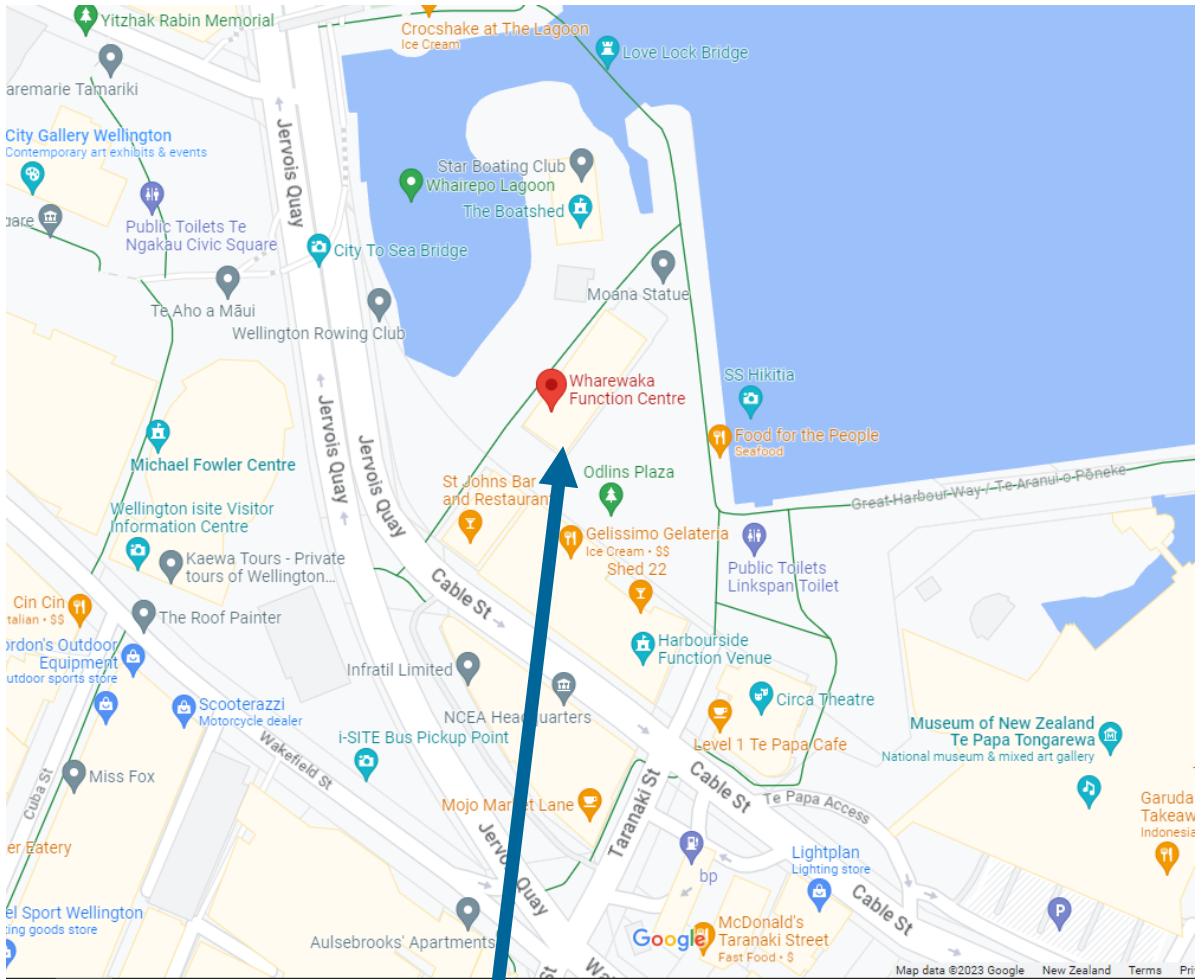 Yitzhak Rabin Memorial
Crocshake at The Lagoon
Ice Cream
Love Lock Bridge
aremarie Tamariki
City Gallery Wellington
Contemporary art exhibits & events
Jervois Quay
Star Boating Club
Whairepo Lagoon
The Boatshed
uare
Public Toilets Te
Ngakau Civic Square
City To Sea Bridge
Te Aho a Māui
Wellington Rowing Club
Moana Statue
SS Hikitia
Wharewaka
Function Centre
Jervois Quay
Jervois Quay
Food for the People
Seafood
Michael Fowler Centre
St Johns Bar
and Restaurant
Odlins Plaza
Great Harbour Way / Te Aranui o Pōneke
Wellington isite Visitor
Information Centre
Gelissimo Gelateria
Ice Cream • $$
Shed 22
Kaewa Tours - Private
tours of Wellington...
Public Toilets
Linkspan Toilet
Cable St
Cin Cin
talian • $$
The Roof Painter
Harbourside
Function Venue
ordon's Outdoor
Equipment
utdoor sports store
Infratil Limited
Circa Theatre
Scooterazzi
Motorcycle dealer
NCEA Headquarters
Museum of New Zealand
Te Papa Tongarewa
National museum & mixed art gallery
i-SITE Bus Pickup Point
Level 1 Te Papa Cafe
Wakefield St
Miss Fox
Cuba St
Cable St
Te Papa Access
Mojo Market Lane
Taranaki St
Garuda
Takeaw
Indonesia
er Eatery
Jervois Quay
bp
Lightplan
Lighting store
Cable St
P
el Sport Wellington
ting goods store
Aulsebrooks' Apartments
McDonald's
Taranaki Street
Fast Food • $
Google
St
Wa
Map data ©2023 Google New Zealand Terms Pri